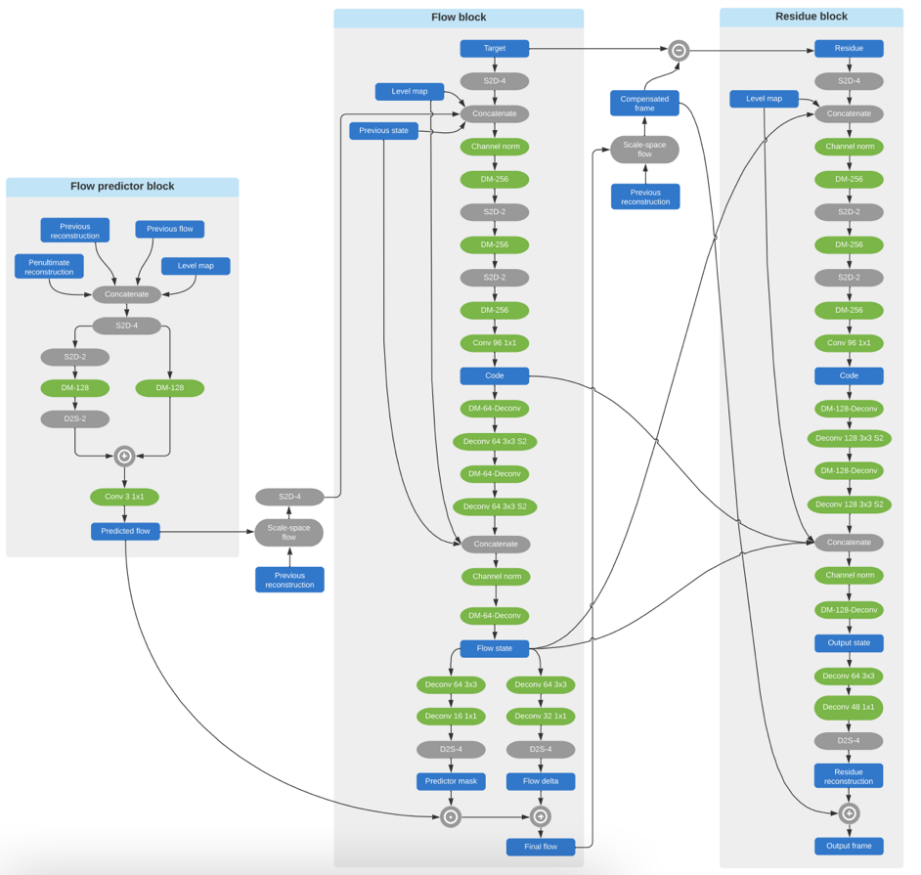 Flow predictor block
Previous
reconstruction
Previous flow
Penultimate
reconstruction
Level map
Concatenate
S2D-4
S2D-2
DM-128
DM-128
D2S-2
+
Conv 3 1x1
Predicted flow
S2D-4
Scale-space
flow
Previous
reconstruction
Flow block
Target
S2D-4
Level map
Concatenate
Previous state
Channel norm
DM-256
S2D-2
DM-256
S2D-2
DM-256
Conv 96 1x1
Code
DM-64-Deconv
Deconv 64 3x3 S2
DM-64-Deconv
Deconv 64 3x3 S2
Concatenate
Channel norm
DM-64-Deconv
Flow state
Deconv 64 3x3
Deconv 64 3x3
Deconv 16 1x1
Deconv 32 1x1
D2S-4
D2S-4
Predictor mask
Flow delta
Final flow
Compensated
frame
Scale-space
flow
Previous
reconstruction
Residue block
Residue
S2D-4
Level map
Concatenate
Channel norm
DM-256
S2D-2
DM-256
S2D-2
DM-256
Conv 96 1x1
Code
DM-128-Deconv
Deconv 128 3x3 S2
DM-128-Deconv
Deconv 128 3x3 S2
Concatenate
Channel norm
DM-128-Deconv
Output state
Deconv 64 3x3
Deconv 48 1x1
D2S-4
Residue
reconstruction
+
Output frame